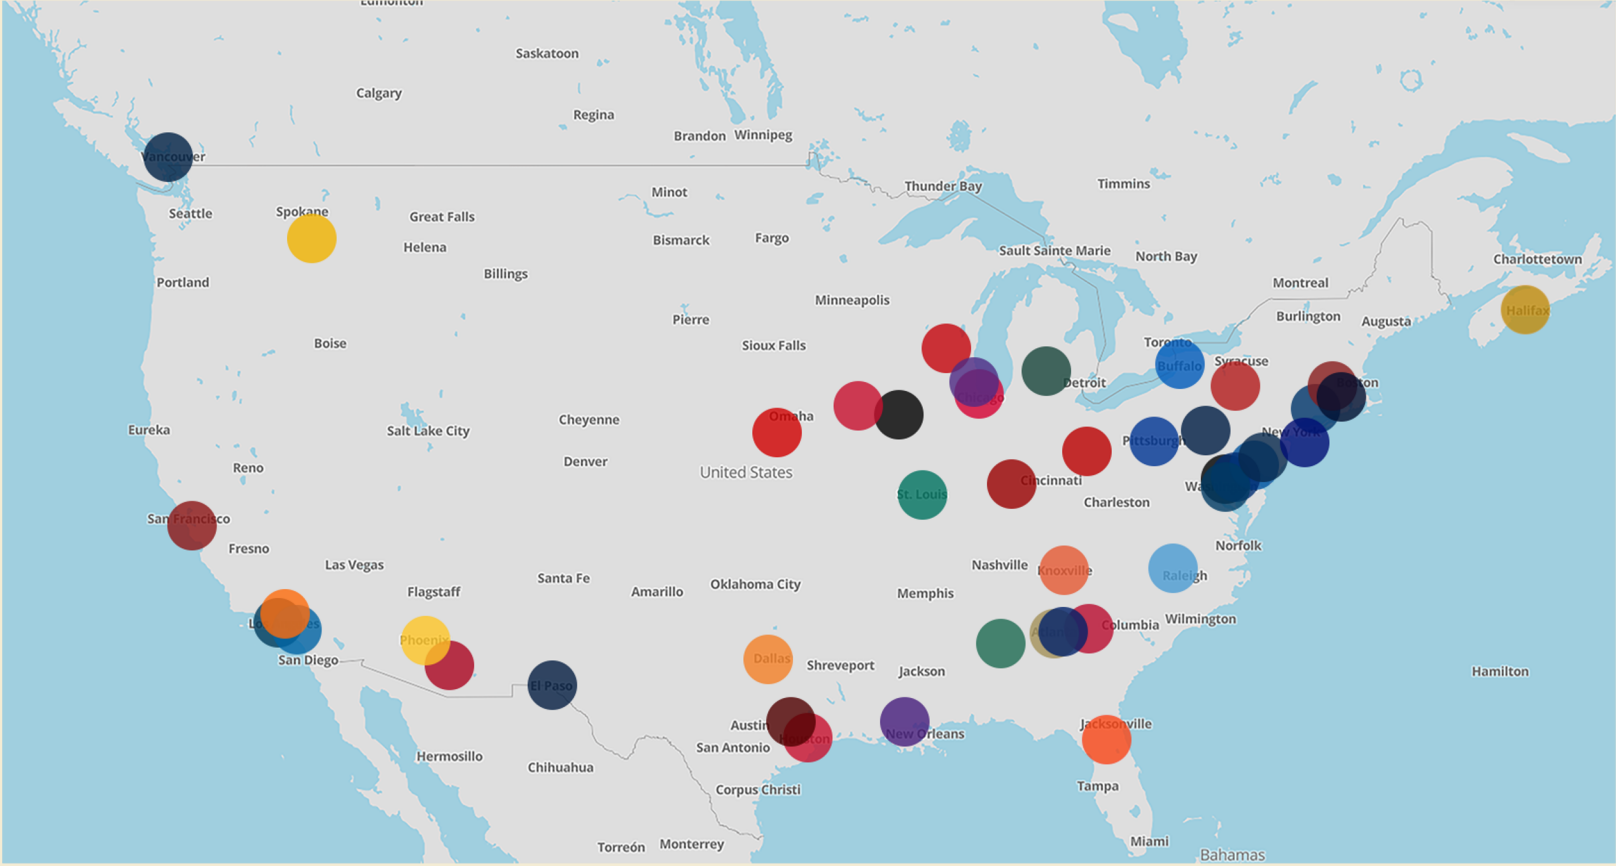 Edmonton
Saskatoon
Calgary
Regina
Brandon Winnipeg
Vancouver
Thunder Bay
Timmins
Minot
Seattle
Spokane
Great Falls
Bismarck
Fargo
Helena
Sault Sainte Marie
North Bay
Charlottetown
Billings
Portland
Montreal
Minneapolis
Halifax
Burlington
Augusta
Pierre
Boise
Sioux Falls
Toronto
Syracuse
Buffalo
Detroit
Boston
Chicago
Omaha
Cheyenne
Eureka
Salt Lake City
New York
Pittsburgh
Denver
Reno
United States
Cincinnati
Wa
St. Louis
Charleston
San Francisco
Norfolk
Fresno
Las Vegas
Nashville
Knoxville
Raleigh
Santa Fe
Oklahoma City
Flagstaff
Amarillo
Memphis
Wilmington
Los Angeles
Columbia
Atlanta
Phoenix
San Diego
Dallas
Shreveport
Jackson
Hamilton
El Paso
Austin
Jacksonville
New Orleans
Houston
San Antonio
Hermosillo
Chihuahua
Tampa
Corpus Christi
Miami
Torreón
Monterrey
Bahamas